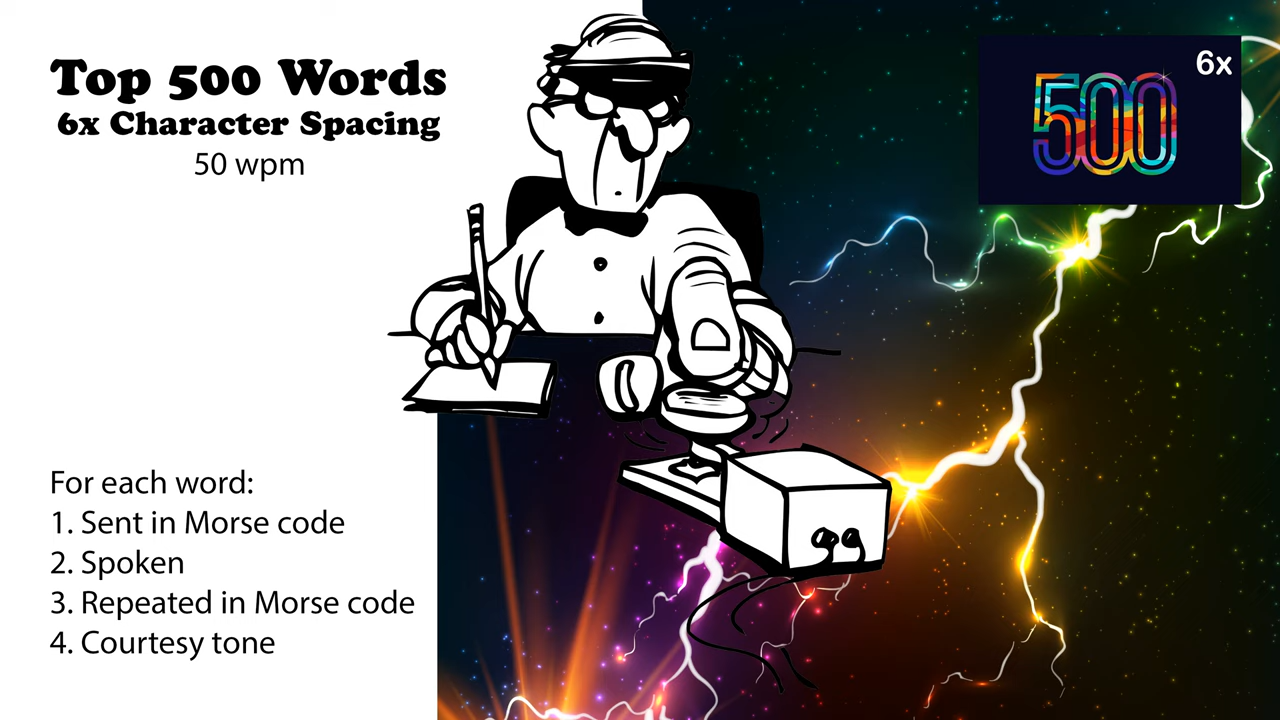 Top 500 Words
6x Character Spacing
50 wpm
6x
500
For each word:
1. Sent in Morse code
2. Spoken
3. Repeated in Morse code
4. Courtesy tone